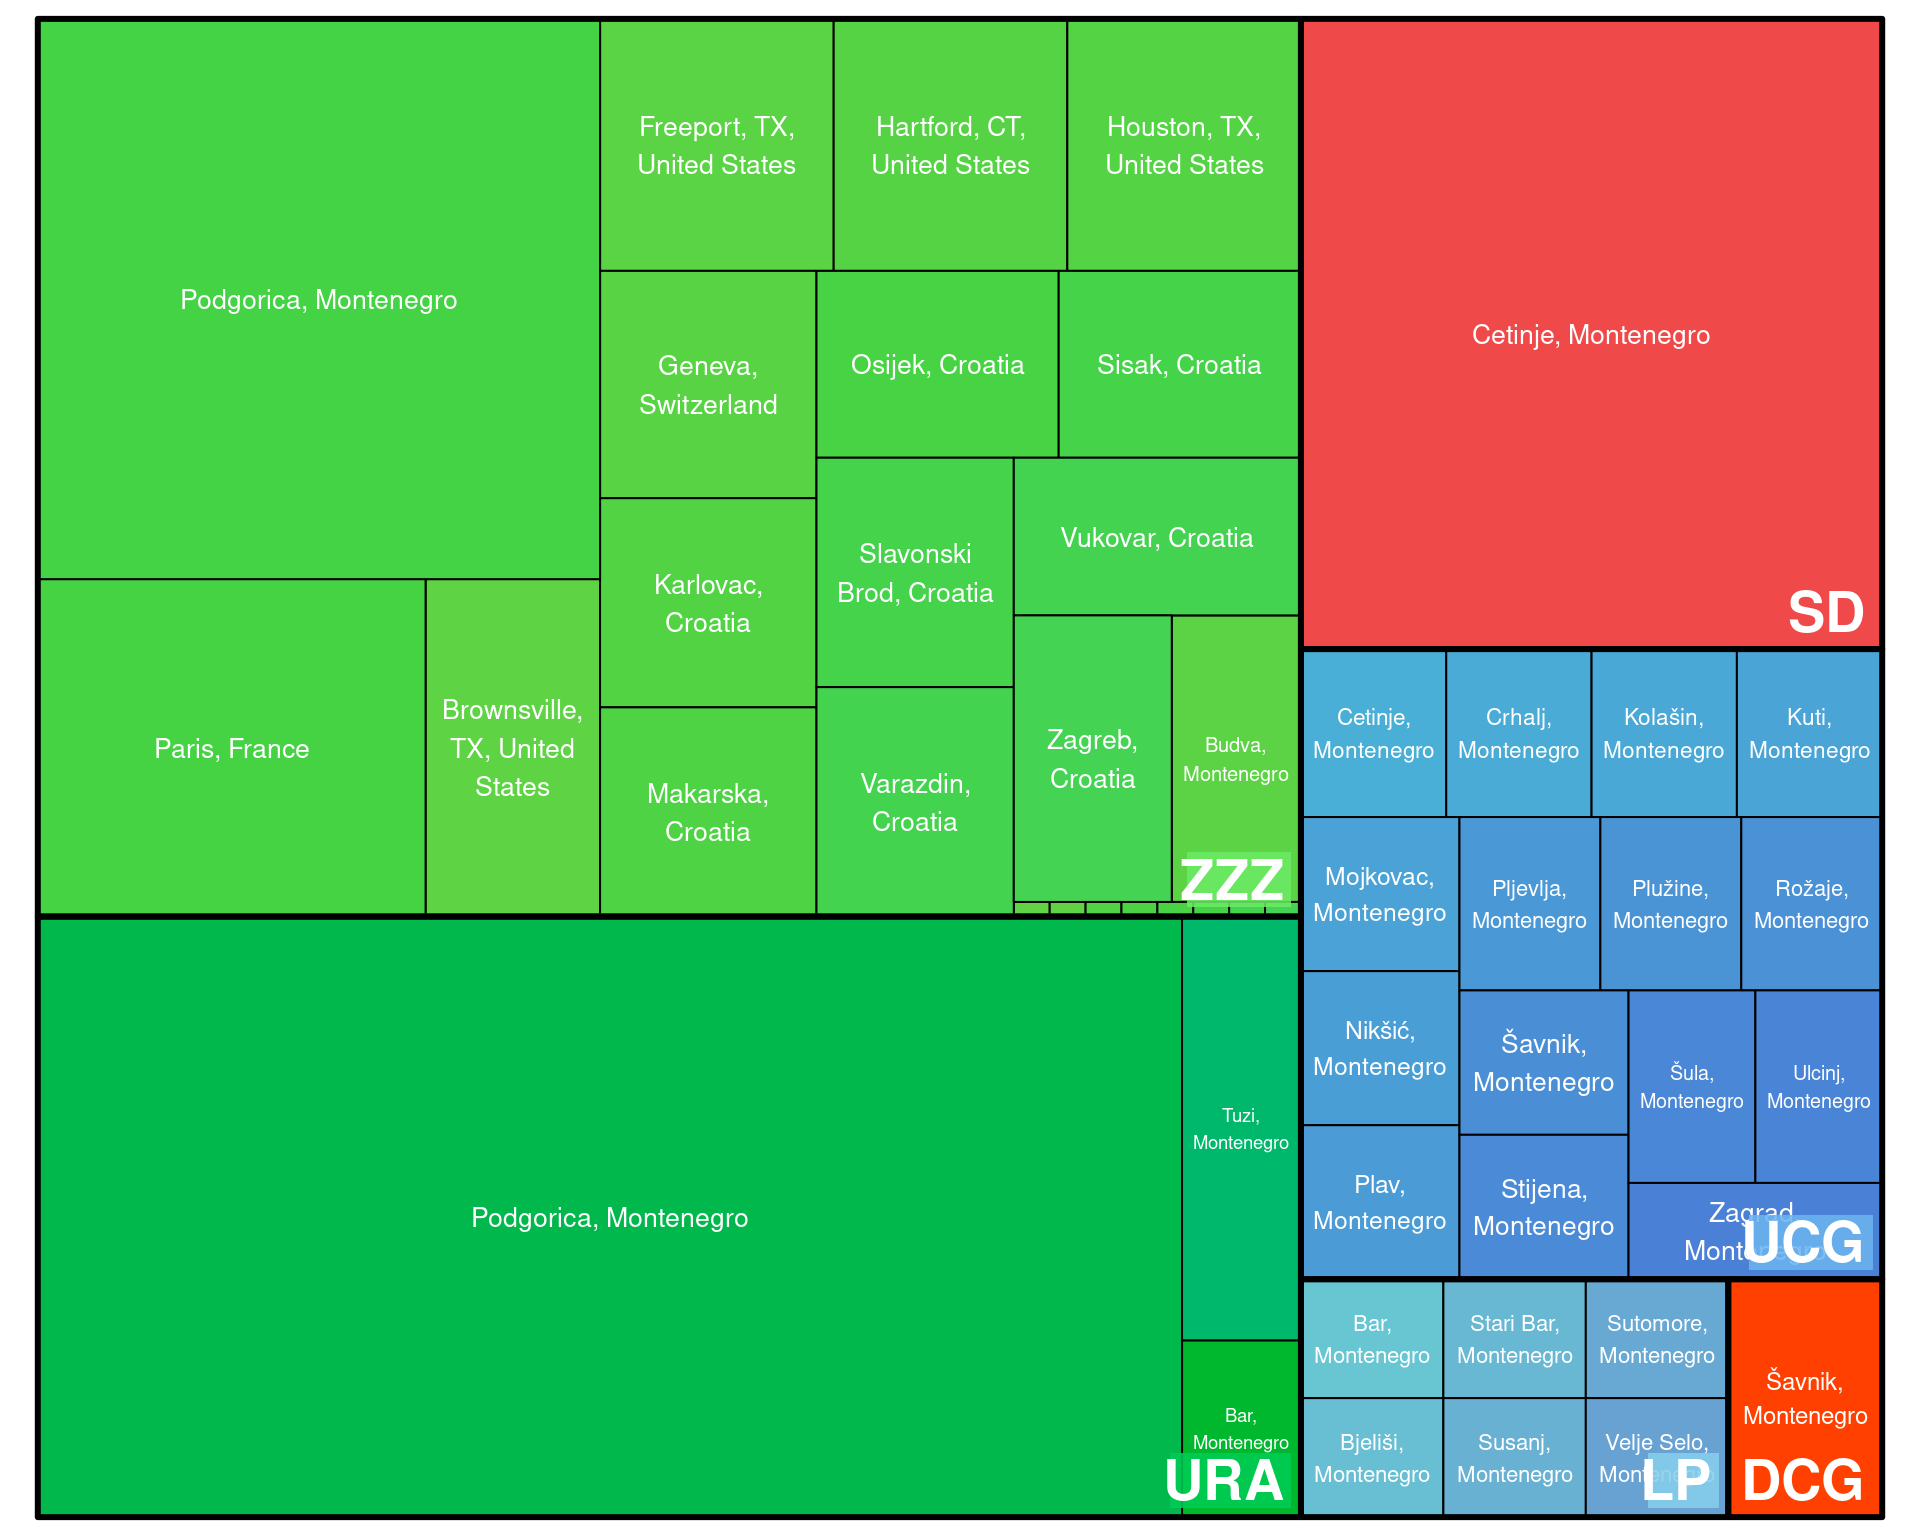 Podgorica, Montenegro
Freeport, TX,
United States
Hartford, CT,
United States
Houston, TX,
United States
Geneva,
Switzerland
Osijek, Croatia
Sisak, Croatia
Karlovac,
Croatia
Slavonski
Brod, Croatia
Vukovar, Croatia
Paris, France
Brownsville,
TX, United
States
Makarska,
Croatia
Varazdin,
Croatia
Zagreb,
Croatia
Budva,
Montenegro
ZZZ
Cetinje, Montenegro
SD
Cetinje,
Montenegro
Crhalj,
Montenegro
Kolašin,
Montenegro
Kuti,
Montenegro
Mojkovac,
Montenegro
Pljevlja,
Montenegro
Plužine,
Montenegro
Rožaje,
Montenegro
Nikšić,
Montenegro
Šavnik,
Montenegro
Šula,
Montenegro
Ulcinj,
Montenegro
Plav,
Montenegro
Stijena,
Montenegro
Zagrad,
Montenegro
UCG
Podgorica, Montenegro
Tuzi,
Montenegro
Bar,
Montenegro
URA
Bar,
Montenegro
Stari Bar,
Montenegro
Sutomore,
Montenegro
Bjeliši,
Montenegro
Susanj,
Montenegro
Velje Selo,
Montenegro
LP
Šavnik,
Montenegro
DCG